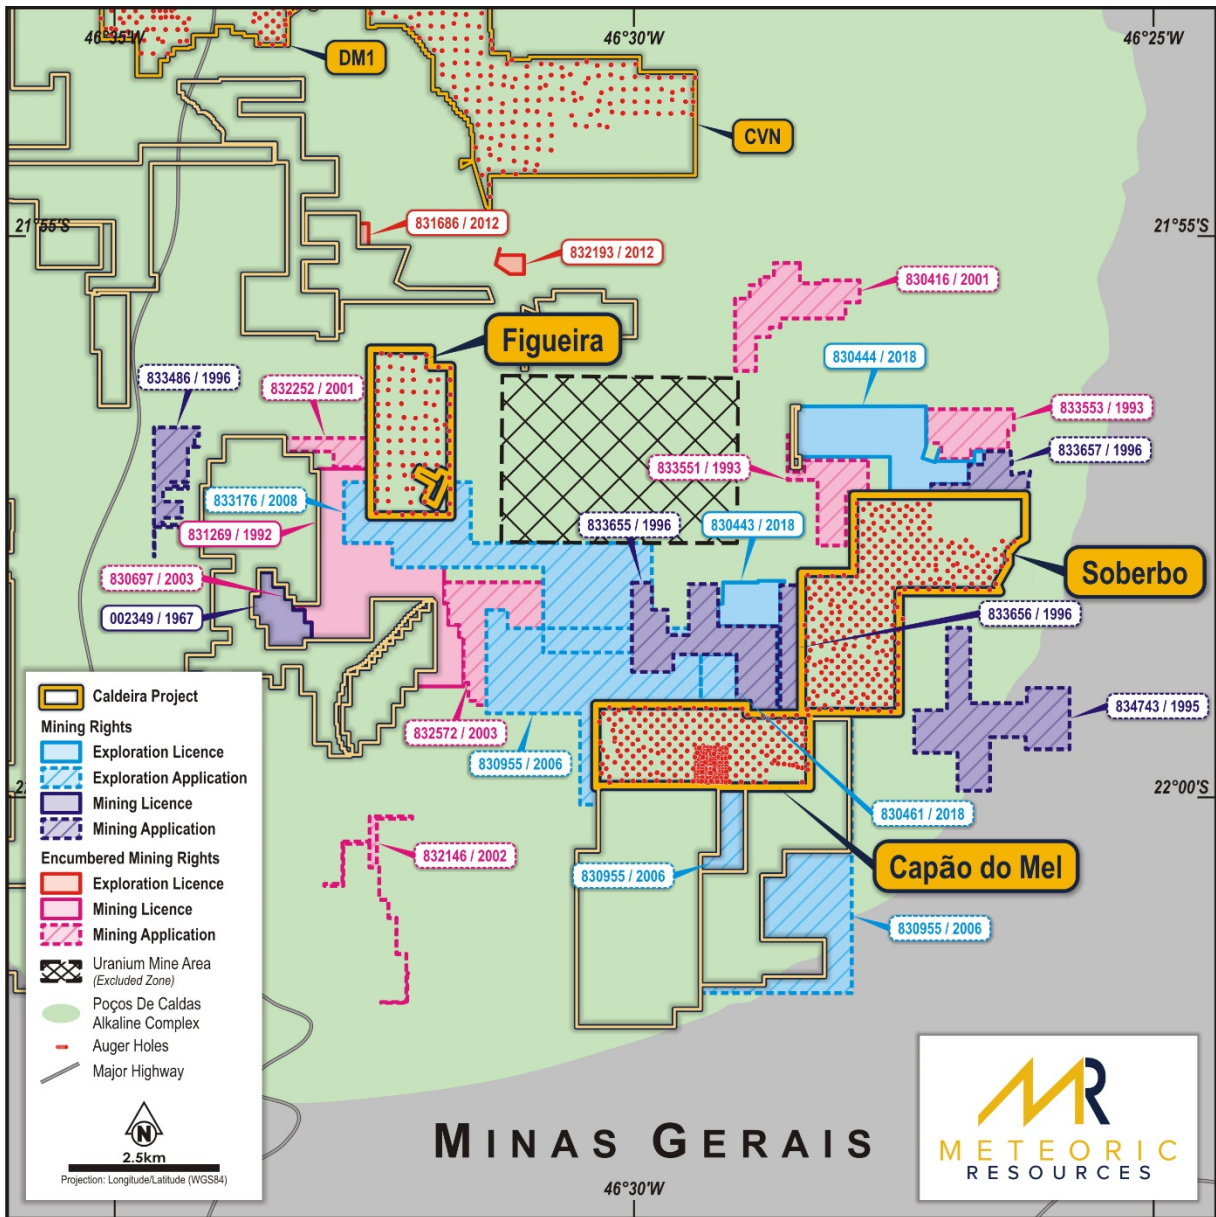 46°35'W
46°30'W
46°25'W
DM1
CVN
21°55'S
21°55'S
831686 / 2012
832193 / 2012
830416 / 2001
Figueira
830444 / 2018
833486 / 1996
832252 / 2001
833553 / 1993
833657 / 1996
833551 / 1993
833176 / 2008
831269 / 1992
833655 / 1996
830443 / 2018
Soberbo
830697 / 2003
002349 / 1967
833656 / 1996
834743 / 1995
832572 / 2003
830955 / 2006
22°00'S
830461 / 2018
832146 / 2002
830955 / 2006
Capão do Mel
830955 / 2006
Caldeira Project
Mining Rights
Exploration Licence
Exploration Application
Mining Licence
Mining Application
Encumbered Mining Rights
Exploration Licence
Mining Licence
Mining Application
Uranium Mine Area
(Excluded Zone)
Poços De Caldas
Alkaline Complex
Auger Holes
Major Highway
N
2.5km
Projection: Longitude/Latitude (WGS84)
MINAS GERAIS
46°30'W
MR
METEORIC
RESOURCES